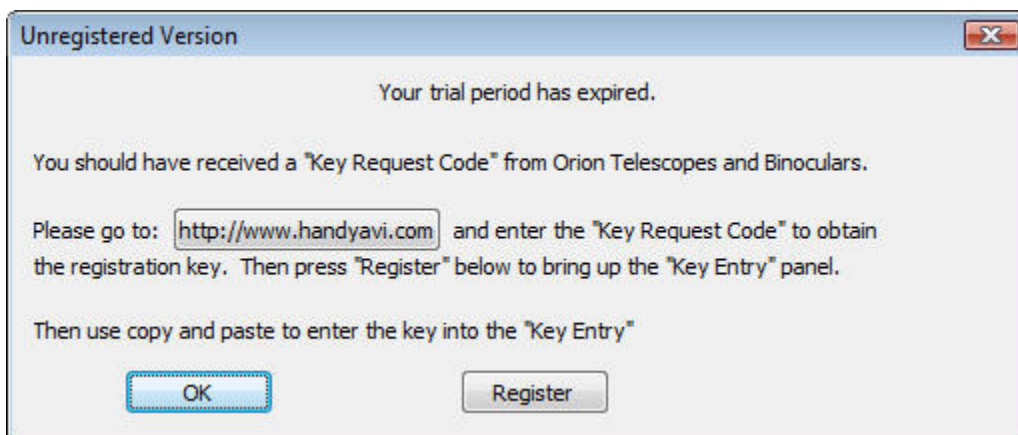 Unregistered Version
Your trial period has expired.
You should have received a "Key Request Code" from Orion Telescopes and Binoculars.
Please go to: http://www.handyavi.com and enter the "Key Request Code" to obtain
the registration key. Then press "Register" below to bring up the "Key Entry" panel.
Then use copy and paste to enter the key into the "Key Entry"
OK Register